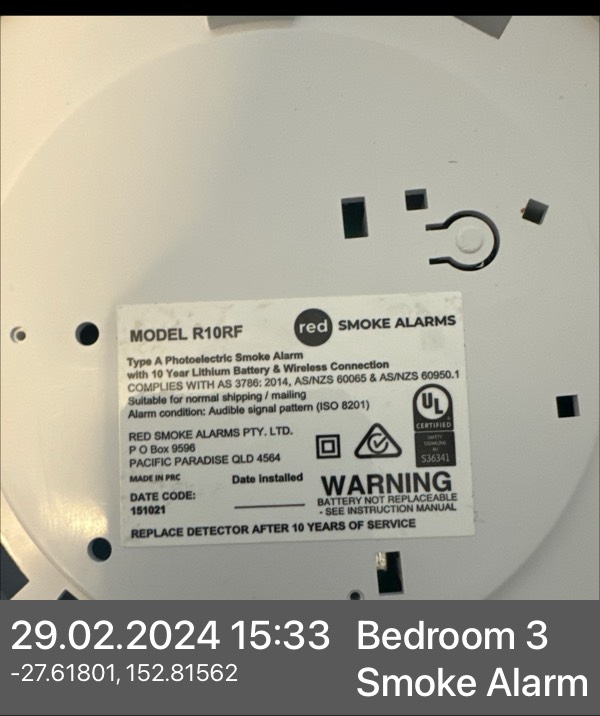 MODEL R10RF
red SMOKE ALARMS
Type A Photoelectric Smoke Alarm
with 10 Year Lithium Battery & Wireless Connection
COMPLIES WITH AS 3786: 2014, AS/NZS 60065 & AS/NZS 60950.1
Suitable for normal shipping / mailing
Alarm condition: Audible signal pattern (ISO 8201)
UL
CERTIFIED
SAFETY
SIGNALING
AU
S36341
RED SMOKE ALARMS PTY. LTD.
P O Box 9596
PACIFIC PARADISE QLD 4564
MADE IN PRC
Date Installed
DATE CODE:
151021
WARNING
BATTERY NOT REPLACEABLE
- SEE INSTRUCTION MANUAL
REPLACE DETECTOR AFTER 10 YEARS OF SERVICE
29.02.2024 15:33
-27.61801, 152.81562
Bedroom 3
Smoke Alarm